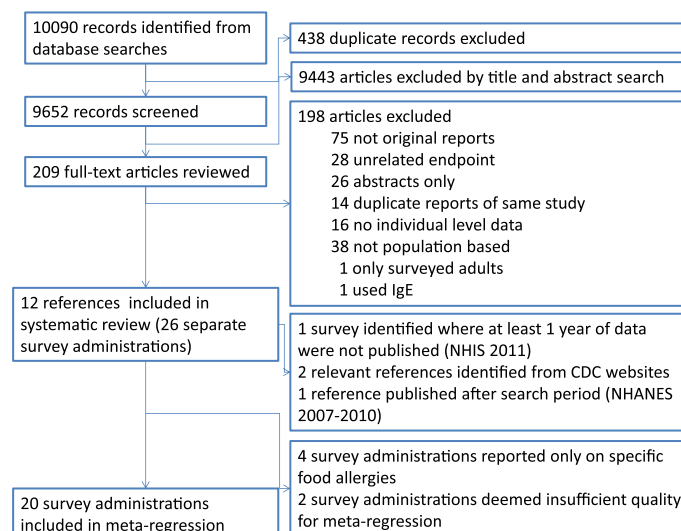 10090 records identified from
database searches
438 duplicate records excluded
9443 articles excluded by title and abstract search
9652 records screened
198 articles excluded
75 not original reports
28 unrelated endpoint
26 abstracts only
14 duplicate reports of same study
16 no individual level data
38 not population based
1 only surveyed adults
1 used IgE
209 full-text articles reviewed
12 references included in
systematic review (26 separate
survey administrations)
1 survey identified where at least 1 year of data
were not published (NHIS 2011)
2 relevant references identified from CDC websites
1 reference published after search period (NHANES
2007-2010)
4 survey administrations reported only on specific
food allergies
2 survey administrations deemed insufficient quality
for meta-regression
20 survey administrations
included in meta-regression